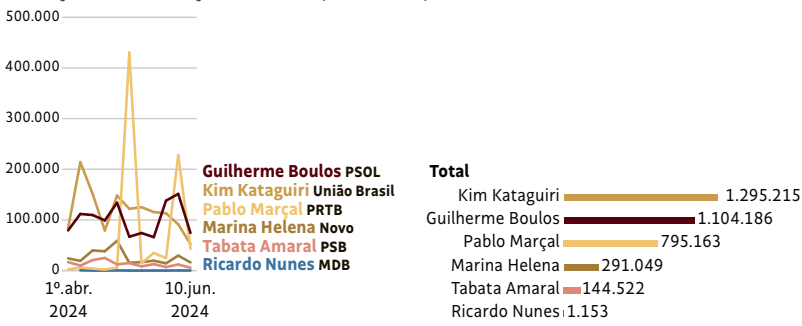 500.000
400.000
300.000
200.000
100.000
0
1º.abr.
2024
10.jun.
2024
Guilherme Boulos PSOL
Kim Kataguiri União Brasil
Pablo Marçal PRTB
Marina Helena Novo
Tabata Amaral PSB
Ricardo Nunes MDB
Total
Kim Kataguiri 1.295.215
Guilherme Boulos 1.104.186
Pablo Marçal 795.163
Marina Helena 291.049
Tabata Amaral 144.522
Ricardo Nunes 1.153